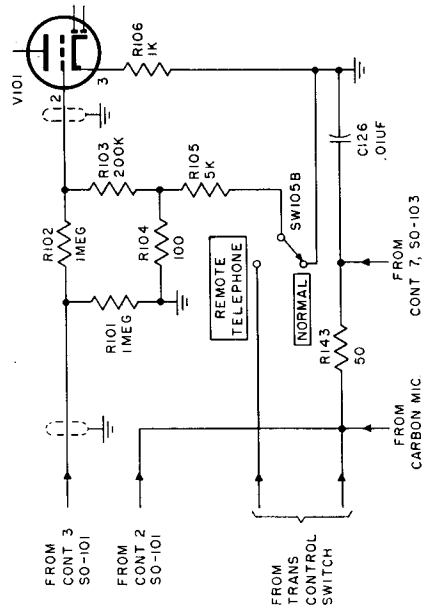 V101
2
3
R106
1K
R103
200K
R105
5K
R102
1MEG
R104
100
R101
1 MEG
SW105B
REMOTE
TELEPHONE
NORMAL
C126
.01UF
R143
50
FROM
CONT 3
SO-101
FROM
CONT 2
SO-101
FROM
TRANS
CONTROL
SWITCH
FROM
CARBON MIC.
FROM
CONT 7, SO-103